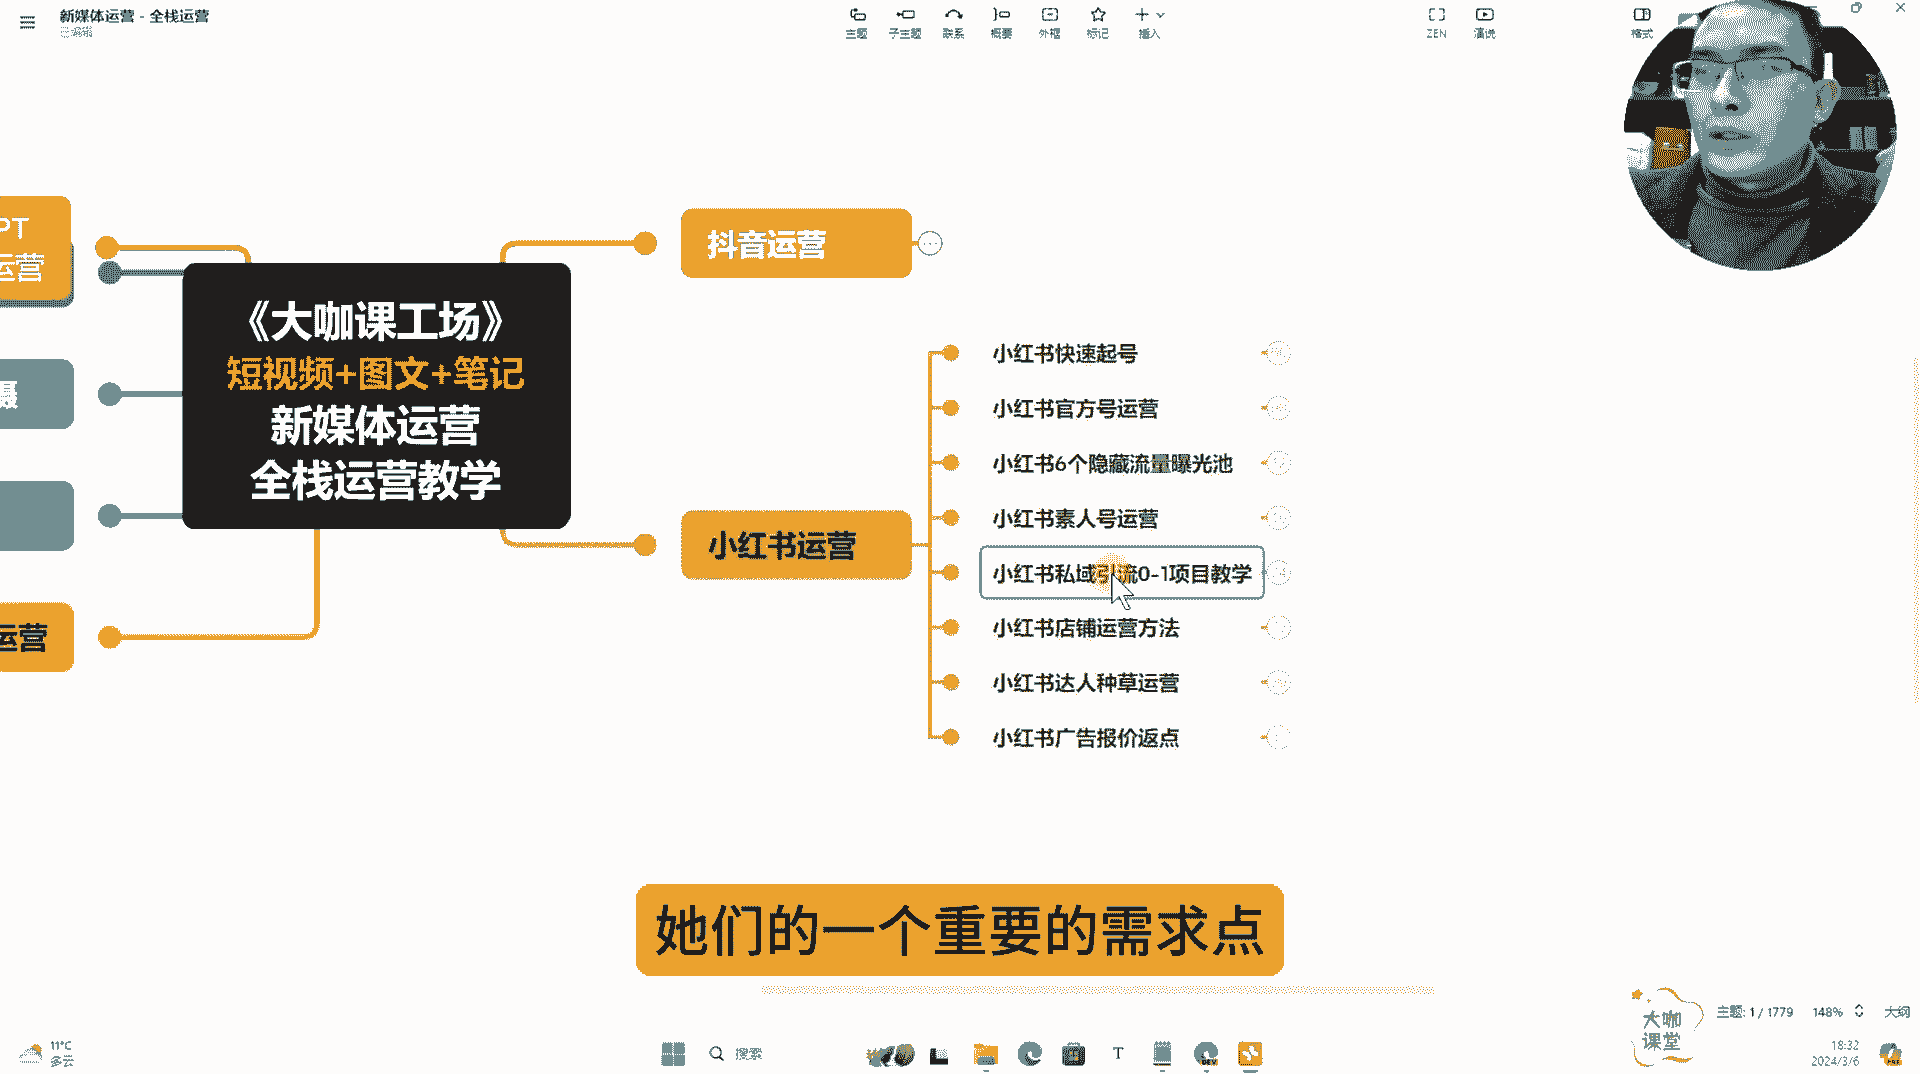 新媒体运营 - 全栈运营
已编辑
主题
子主题
联系
概要
外框
标记
插入
ZEN
演说
格式
PT
运营
摄
运营
《大咖课工场》
短视频+图文+笔记
新媒体运营
全栈运营教学
抖音运营
小红书运营
小红书快速起号
小红书官方号运营
小红书6个隐藏流量曝光池
小红书素人号运营
小红书私域引流0-1项目教学
小红书店铺运营方法
小红书达人种草运营
小红书广告报价返点
她们的一个重要的需求点
大咖
课堂
主题: 1 / 1779
148%
大纲
11°C
多云
搜索
T
DEV
18:32
2024/3/6